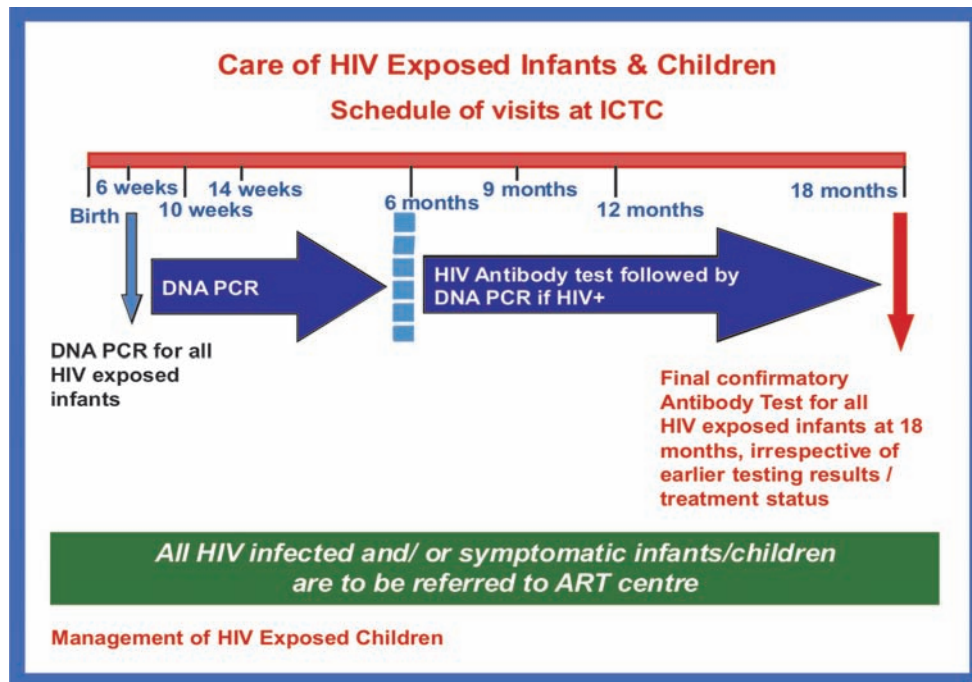 Care of HIV Exposed Infants & Children
Schedule of visits at ICTC
Birth
6 weeks
10 weeks
14 weeks
6 months
9 months
12 months
18 months
DNA PCR
HIV Antibody test followed by
DNA PCR if HIV+
DNA PCR for all
HIV exposed
infants
Final confirmatory
Antibody Test for all
HIV exposed infants at 18
months, irrespective of
earlier testing results /
treatment status
All HIV infected and/ or symptomatic infants/children
are to be referred to ART centre
Management of HIV Exposed Children